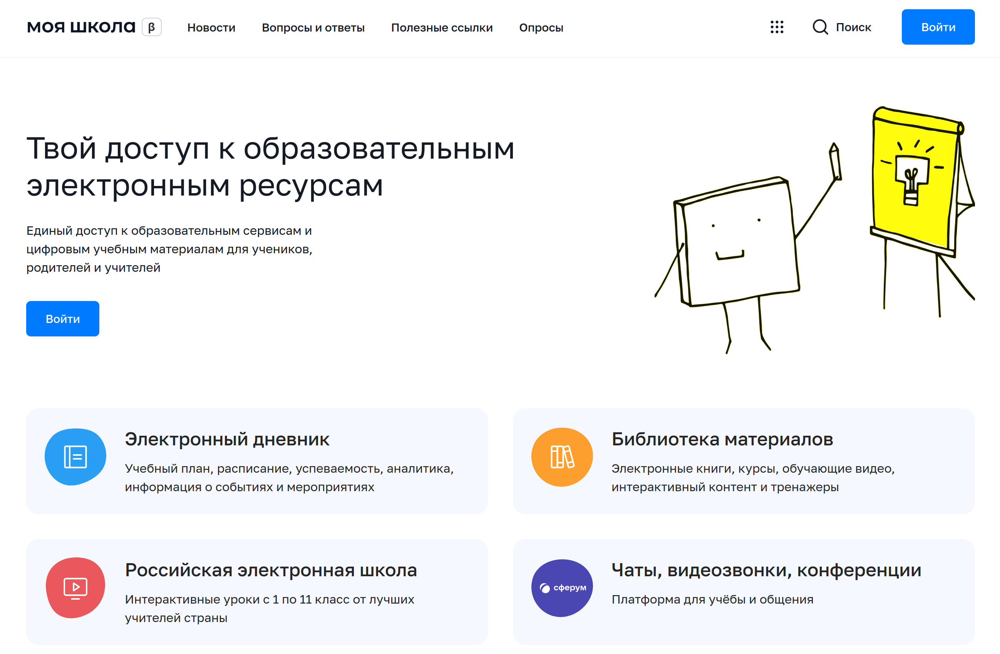 моя школа β
Новости
Вопросы и ответы
Полезные ссылки
Опросы
Поиск
Войти
Твой доступ к образовательным
электронным ресурсам
Единый доступ к образовательным сервисам и
цифровым учебным материалам для учеников,
родителей и учителей
Войти
Электронный дневник
Учебный план, расписание, успеваемость, аналитика,
информация о событиях и мероприятиях
Библиотека материалов
Электронные книги, курсы, обучающие видео,
интерактивный контент и тренажеры
Российская электронная школа
Интерактивные уроки с 1 по 11 класс от лучших
учителей страны
сферум
Чаты, видеозвонки, конференции
Платформа для учёбы и общения